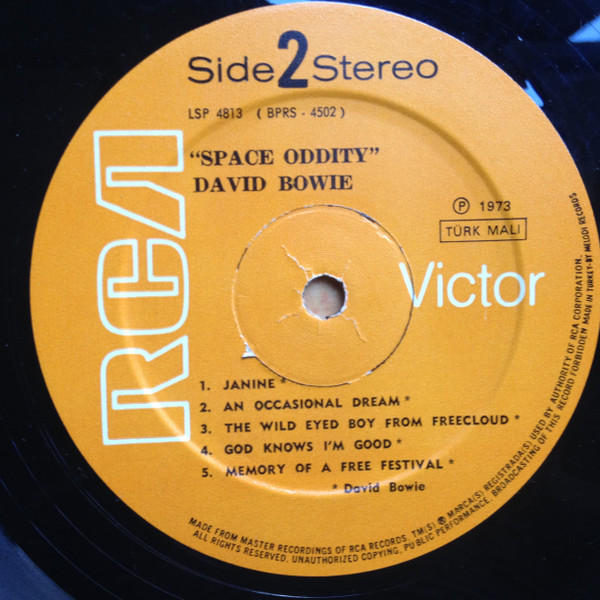 Side 2 Stereo
LSP 4813 ( BPRS - 4502 )
"SPACE ODDITY"
DAVID BOWIE
Ⓟ 1973
TÜRK MALI
RCA
Victor
1. JANINE *
2. AN OCCASIONAL DREAM *
3. THE WILD EYED BOY FROM FREECLOUD *
4. GOD KNOWS I'M GOOD *
5. MEMORY OF A FREE FESTIVAL *
* David Bowie
MADE FROM MASTER RECORDINGS OF RCA RECORDS, TM(S) ® MARCA(S) REGISTRADA(S) USED BY AUTHORITY OF RCA CORPORATION.
ALL RIGHTS RESERVED. UNAUTHORIZED COPYING, PUBLIC PERFORMANCE, BROADCASTING OF THIS RECORD FORBIDDEN MADE IN TURKEY-BY MELODI RECORDS